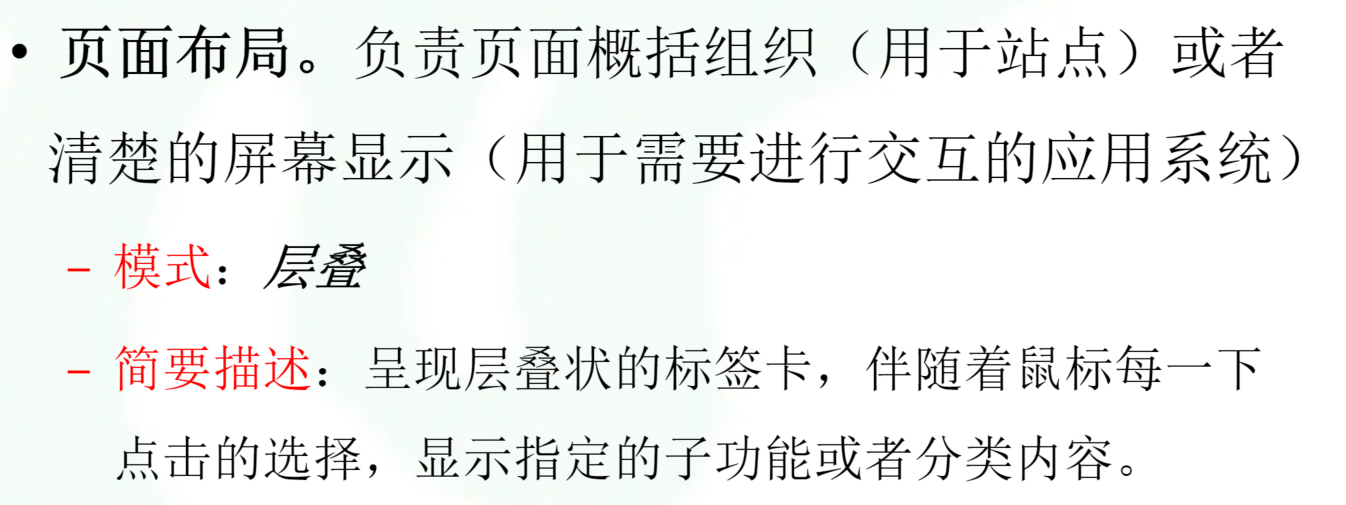 • 页面布局。负责页面概括组织（用于站点）或者
清楚的屏幕显示（用于需要进行交互的应用系统）
– 模式：层叠
– 简要描述：呈现层叠状的标签卡，伴随着鼠标每一下
点击的选择，显示指定的子功能或者分类内容。